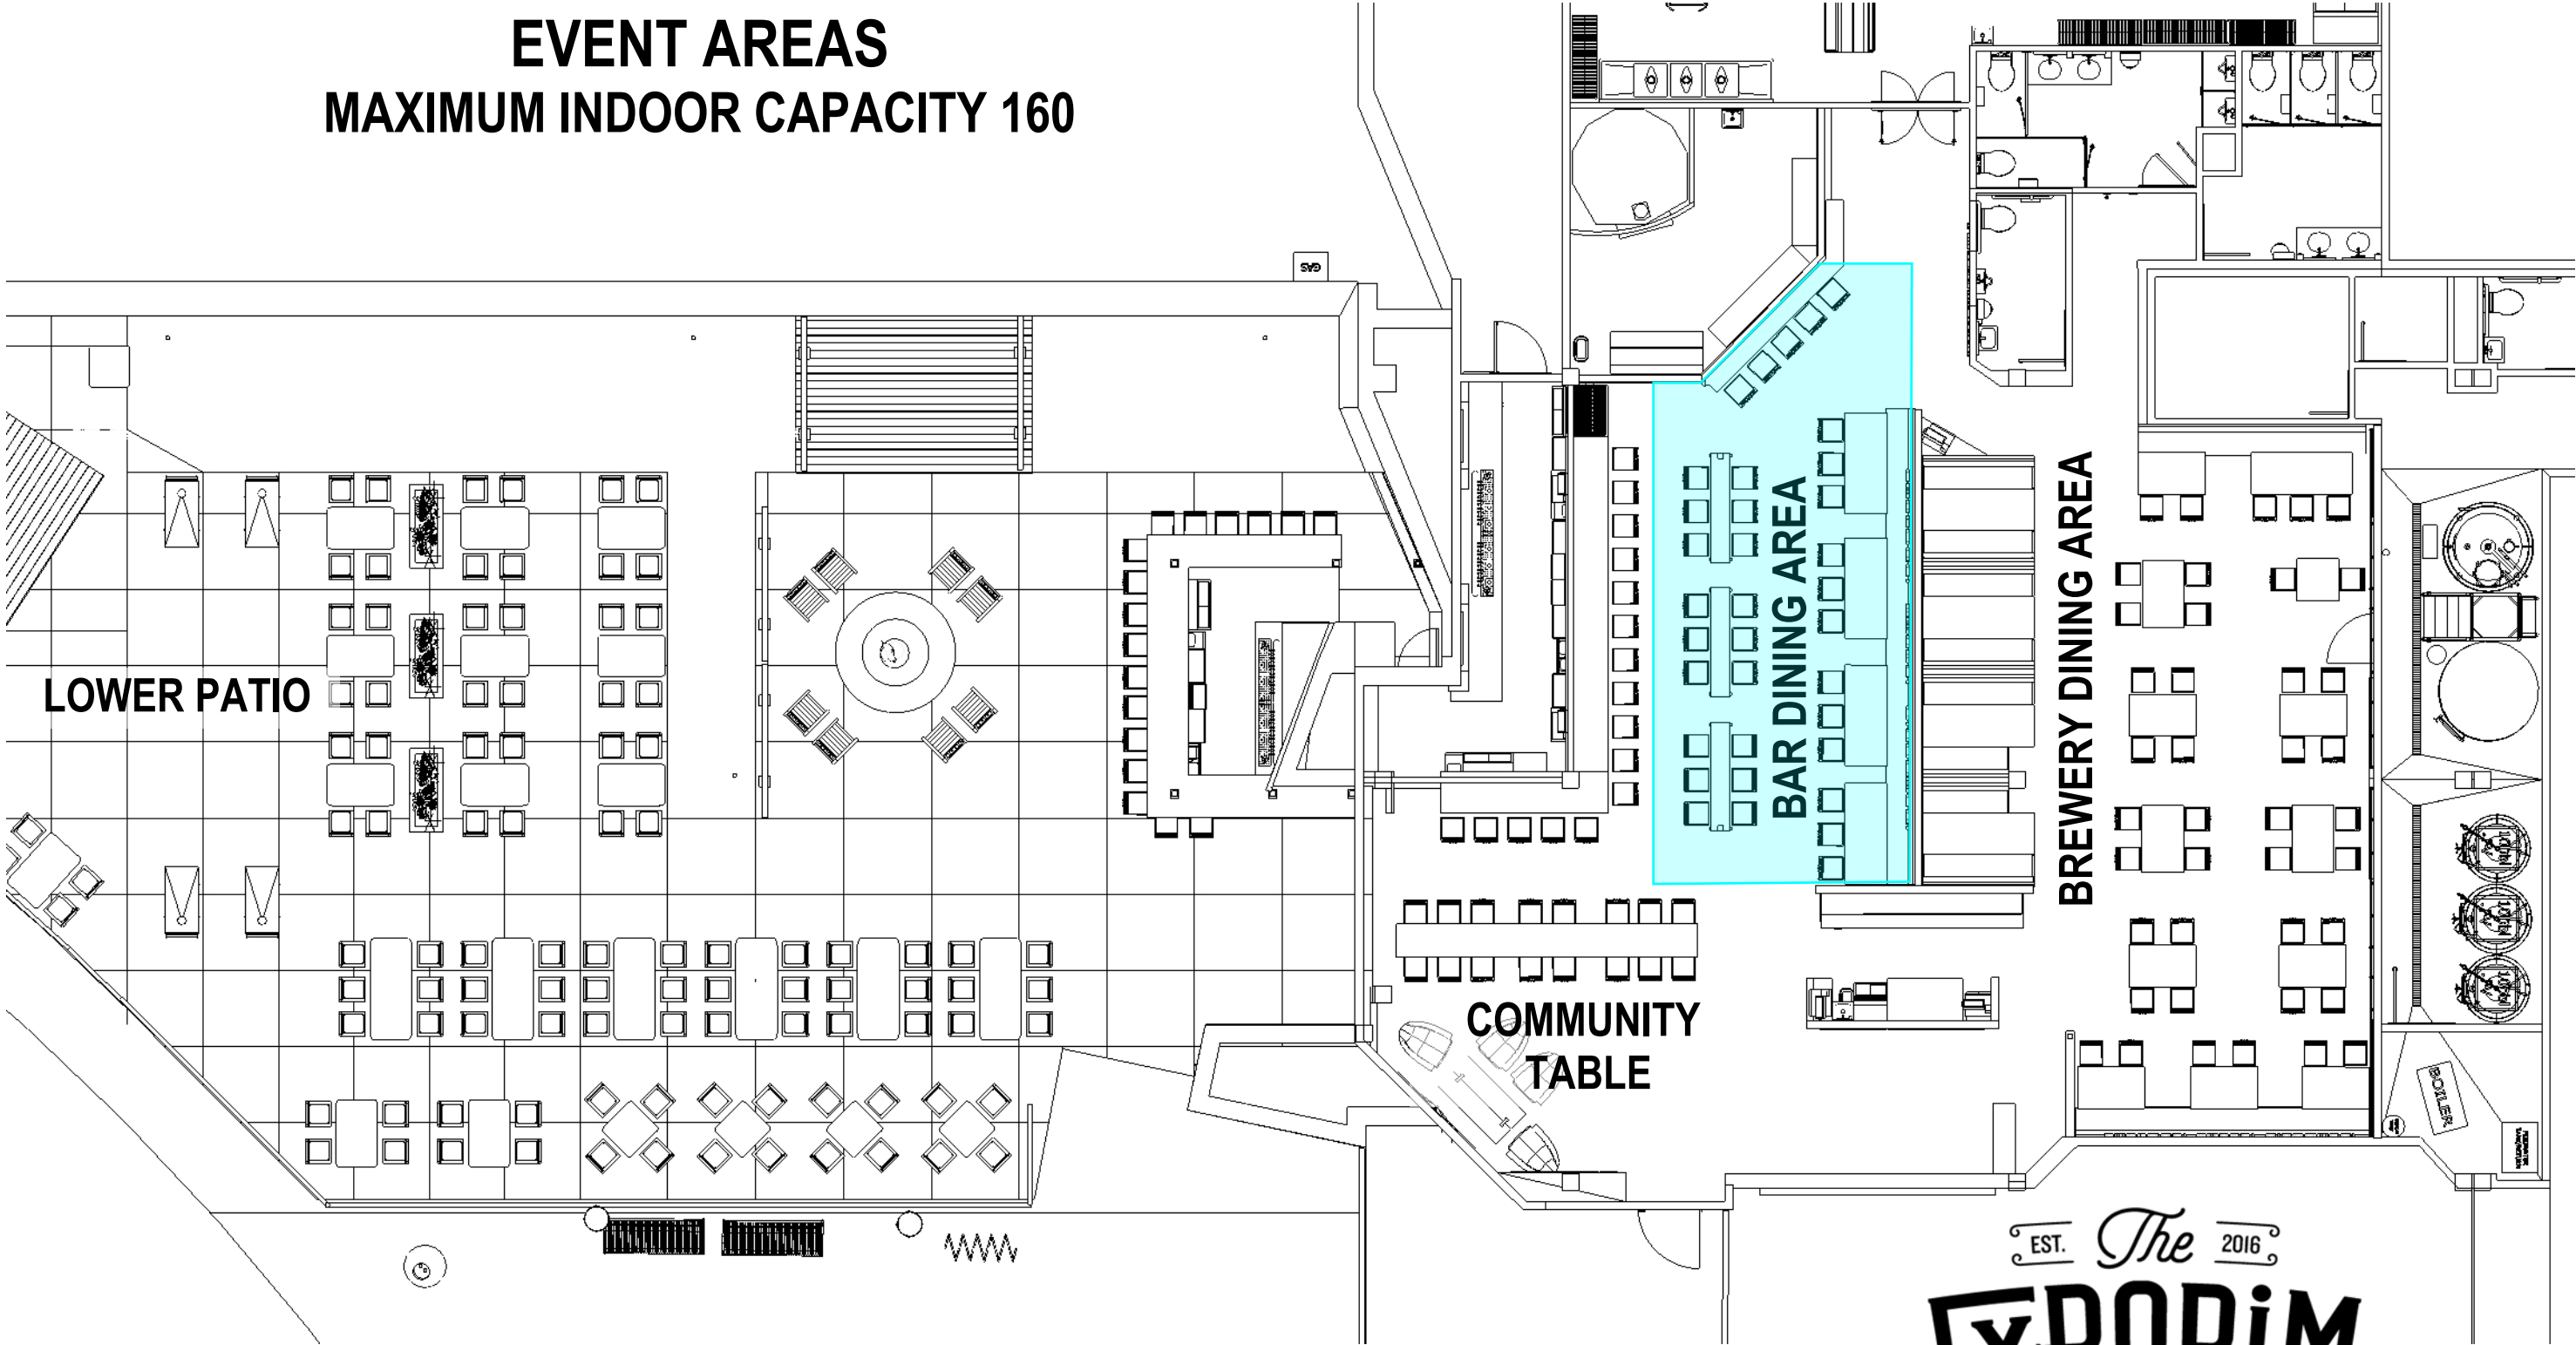 EVENT AREAS
MAXIMUM INDOOR CAPACITY 160
GAS
LOWER PATIO
BAR DINING AREA
BREWERY DINING AREA
COMMUNITY
TABLE
BOILER
EST. The 2016